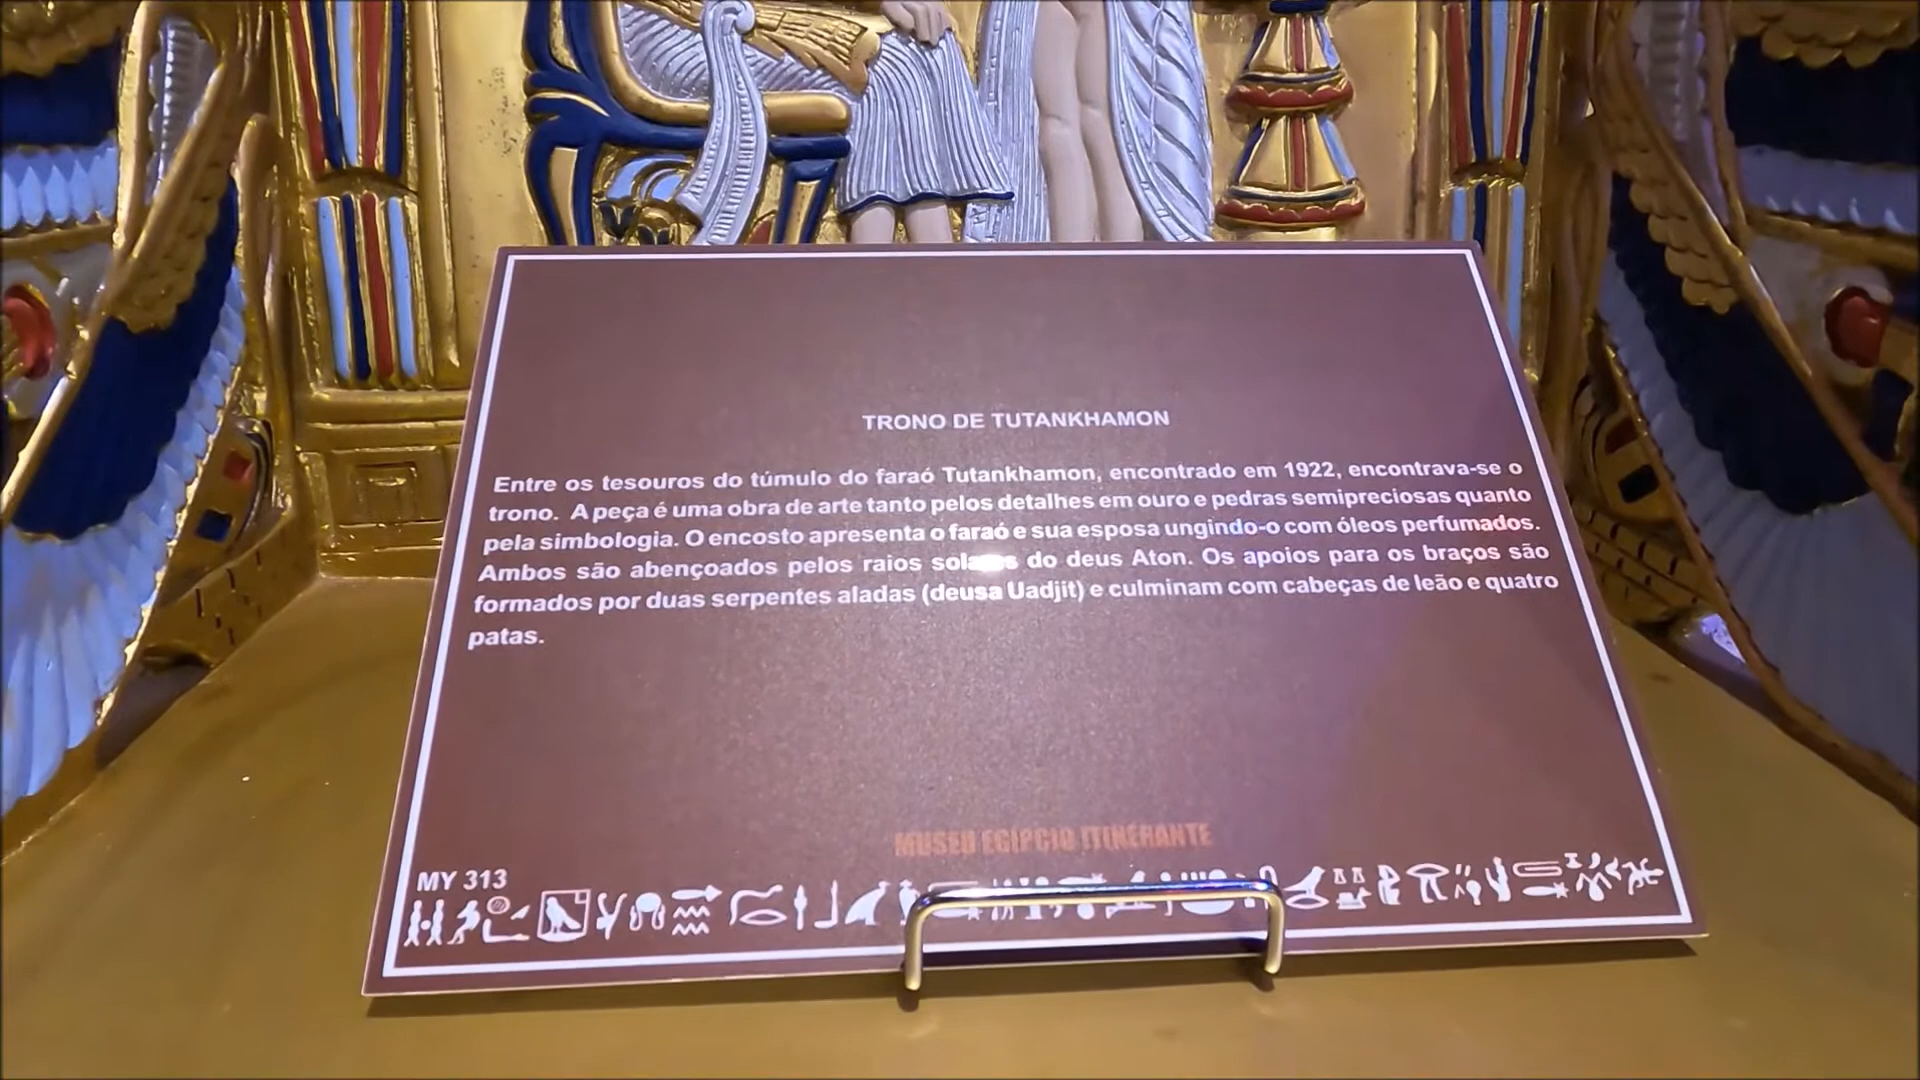 TRONO DE TUTANKHAMON
Entre os tesouros do túmulo do faraó Tutankhamon, encontrado em 1922, encontrava-se o
trono. A peça é uma obra de arte tanto pelos detalhes em ouro e pedras semipreciosas quanto
pela simbologia. O encosto apresenta o faraó e sua esposa ungindo-o com óleos perfumados.
Ambos são abençoados pelos raios solares do deus Aton. Os apoios para os braços são
formados por duas serpentes aladas (deusa Uadjit) e culminam com cabeças de leão e quatro
patas.
MUSEU EGIPCIO ITINERANTE
MY 313